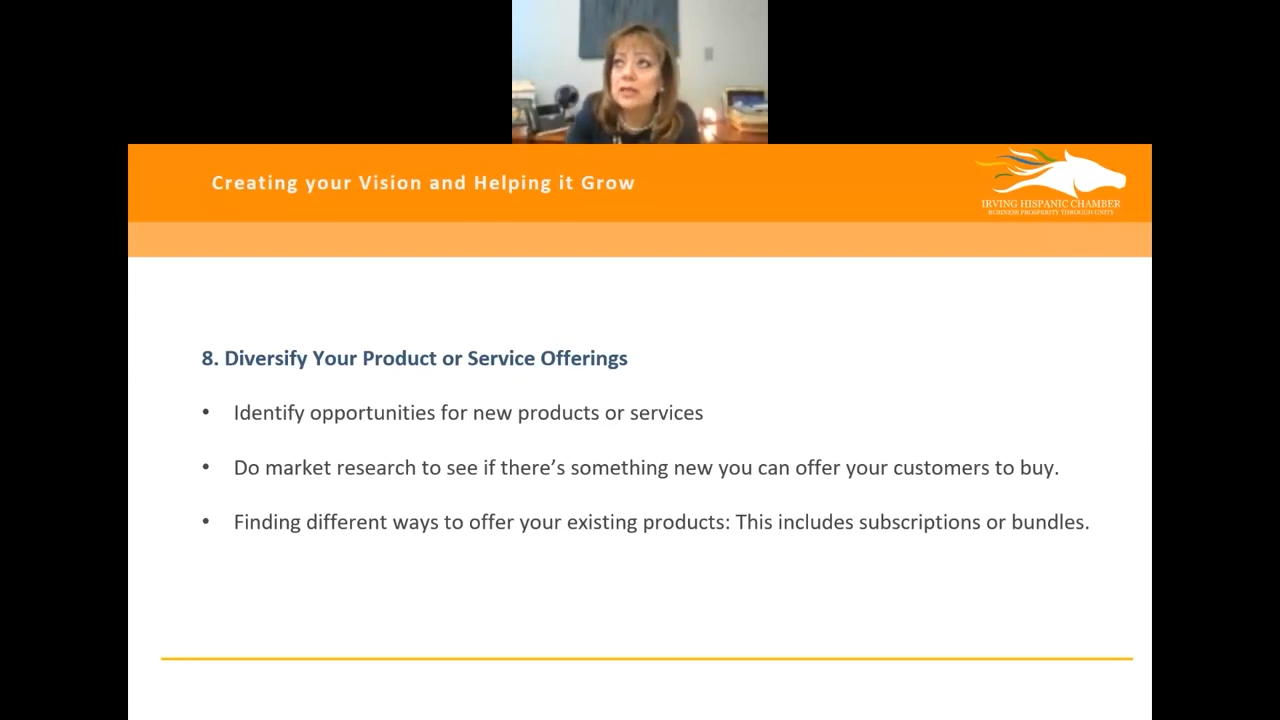 Creating your Vision and Helping it Grow
IRVING HISPANIC CHAMBER
BUSINESS PROSPERITY THROUGH UNITY
8. Diversify Your Product or Service Offerings
• Identify opportunities for new products or services
• Do market research to see if there’s something new you can offer your customers to buy.
• Finding different ways to offer your existing products: This includes subscriptions or bundles.